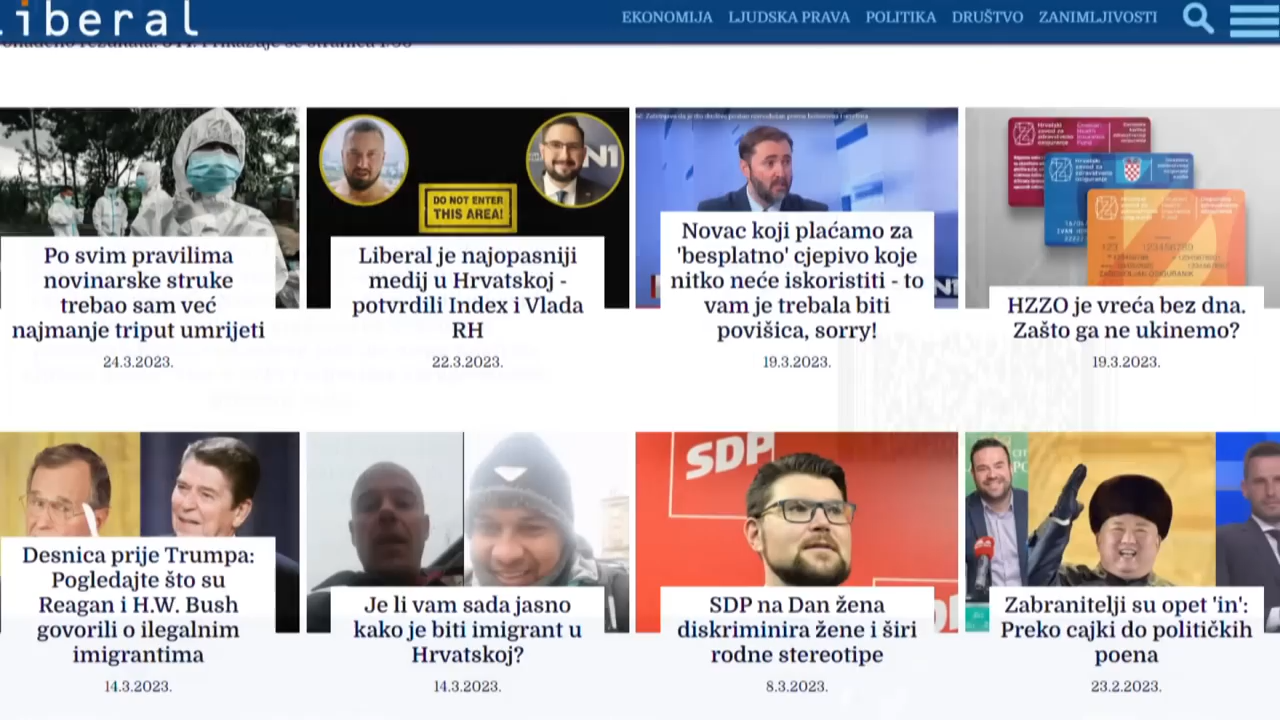 liberal
EKONOMIJA LJUDSKA PRAVA POLITIKA DRUŠTVO ZANIMLJIVOSTI
DO NOT ENTER
THIS AREA!
N1
Po svim pravilima
novinarske struke
trebao sam već
najmanje triput umrijeti
24.3.2023.
Liberal je najopasniji
medij u Hrvatskoj -
potvrdili Index i Vlada
RH
22.3.2023.
Novac koji plaćamo za
'besplatno' cjepivo koje
nitko neće iskoristiti - to
vam je trebala biti
povišica, sorry!
19.3.2023.
HZZO je vreća bez dna.
Zašto ga ne ukinemo?
19.3.2023.
SDP
Desnica prije Trumpa:
Pogledajte što su
Reagan i H.W. Bush
govorili o ilegalnim
imigrantima
14.3.2023.
Je li vam sada jasno
kako je biti imigrant u
Hrvatskoj?
14.3.2023.
SDP na Dan žena
diskriminira žene i širi
rodne stereotipe
8.3.2023.
Zabranitelji su opet 'in':
Preko cajki do političkih
poena
23.2.2023.